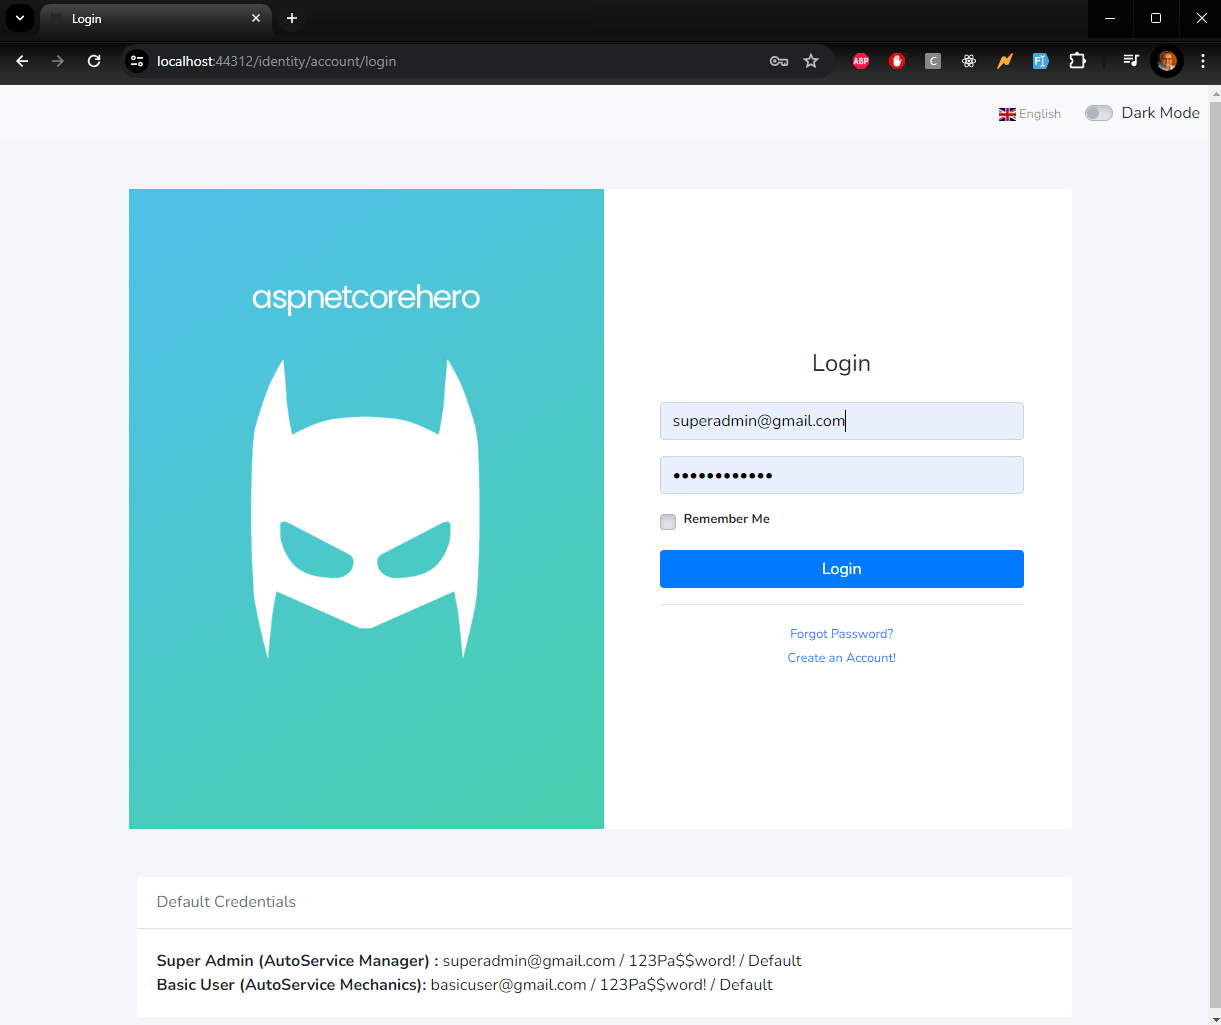 Login
localhost:44312/identity/account/login
ABP
C
English
Dark Mode
aspnetcorehero
Login
superadmin@gmail.com
Remember Me
Login
Forgot Password?
Create an Account!
Default Credentials
Super Admin (AutoService Manager) : superadmin@gmail.com / 123Pa$$word! / Default
Basic User (AutoService Mechanics): basicuser@gmail.com / 123Pa$$word! / Default